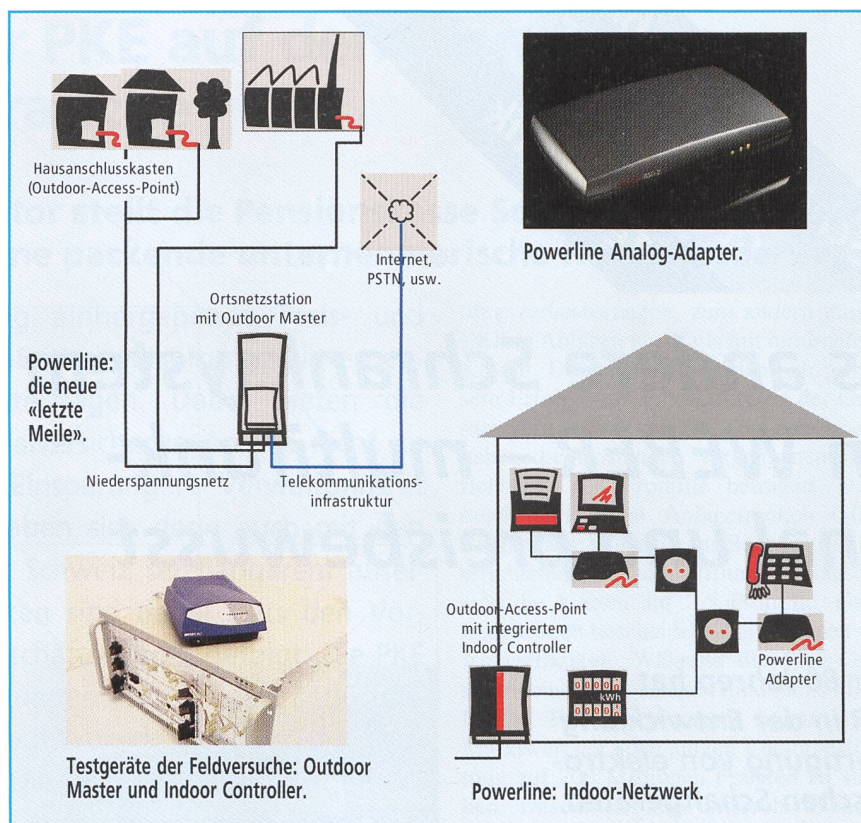 Hausanschlusskasten
(Outdoor-Access-Point)
Internet,
PSTN, usw.
Powerline Analog-Adapter.
Ortsnetzstation
mit Outdoor Master
Powerline:
die neue
«letzte
Meile».
Niederspannungsnetz
Telekommunikations-
infrastruktur
Outdoor-Access-Point
mit integriertem
Indoor Controller
kWh
Powerline
Adapter
Testgeräte der Feldversuche: Outdoor
Master und Indoor Controller.
Powerline: Indoor-Netzwerk.